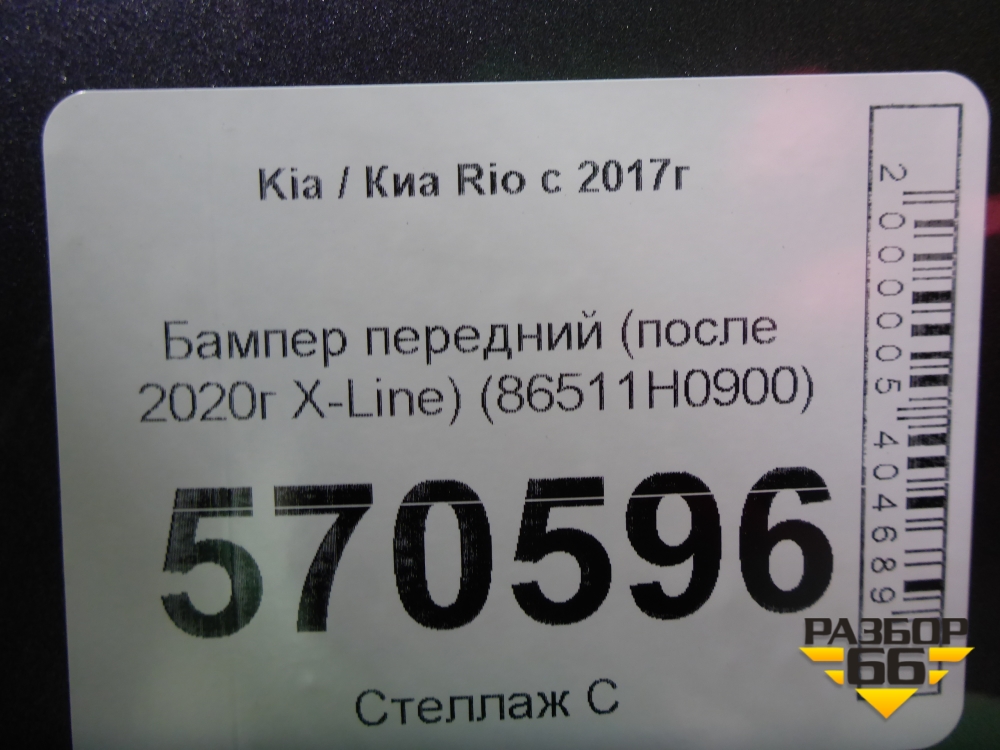 Kia / Киа Rio с 2017г
Бампер передний (после
2020г X-Line) (86511H0900)
570596
Стеллаж С
2000005404689
РАЗБОР
66